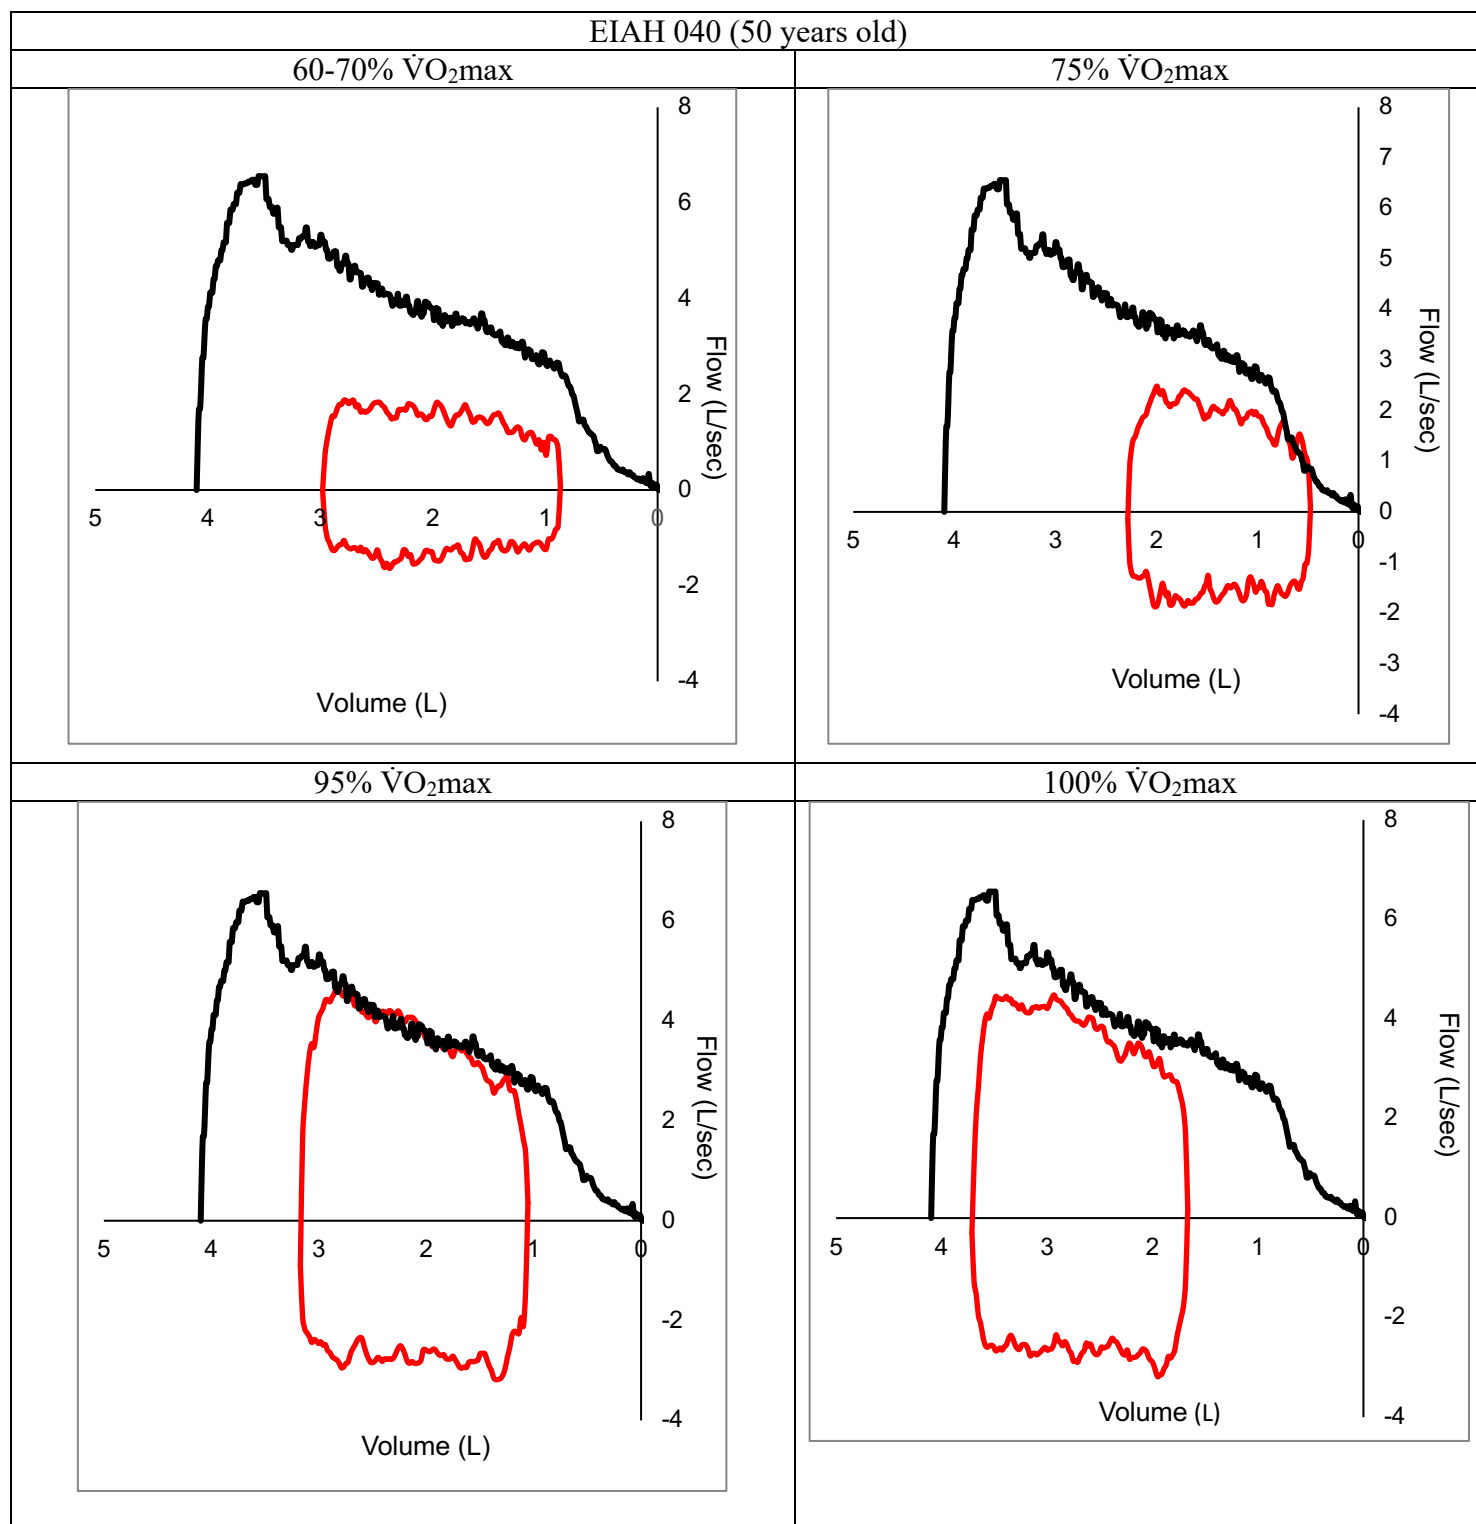 EIAH 040 (50 years old)
60-70% V̇O₂max
75% V̇O₂max
8
6
4
2
0
-2
-4
5 4 3 2 1 0
Flow (L/sec)
Volume (L)
8
7
6
5
4
3
2
1
0
-1
-2
-3
-4
5 4 3 2 1 0
Flow (L/sec)
Volume (L)
95% V̇O₂max
100% V̇O₂max
8
6
4
2
0
-2
-4
5 4 3 2 1 0
Flow (L/sec)
Volume (L)
8
6
4
2
0
-2
-4
5 4 3 2 1 0
Flow (L/sec)
Volume (L)